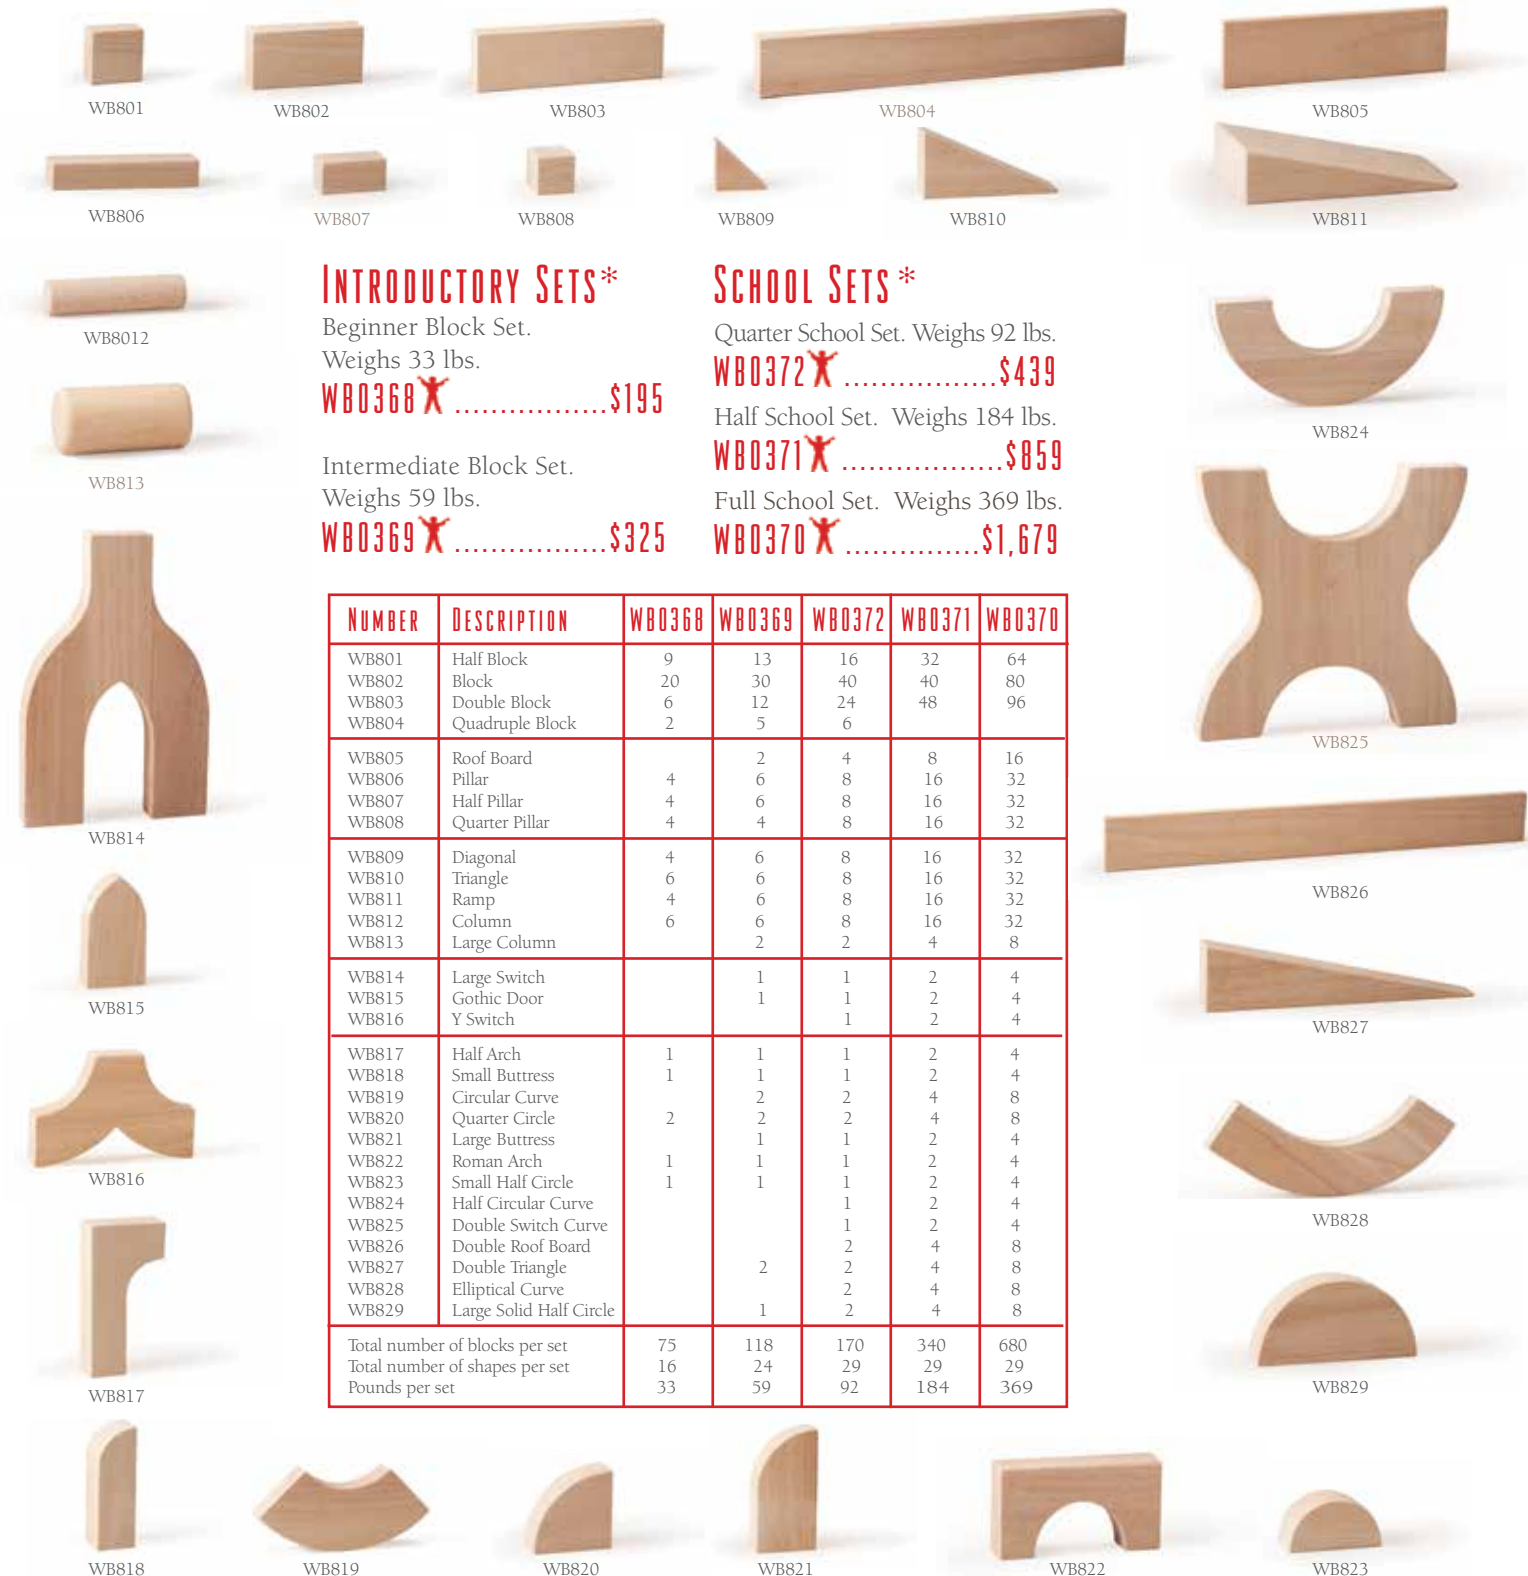 WB801
WB802
WB803
WB804
WB805
WB806
WB807
WB808
WB809
WB810
WB811
WB8012
WB813
WB814
WB815
WB816
WB817
INTRODUCTORY SETS*
Beginner Block Set.
Weighs 33 lbs.
WB0368 .................$195
Intermediate Block Set.
Weighs 59 lbs.
WB0369 .................$325
SCHOOL SETS*
Quarter School Set. Weighs 92 lbs.
WB0372 .................$439
Half School Set. Weighs 184 lbs.
WB0371 ..................$859
Full School Set. Weighs 369 lbs.
WB0370 ...............$1,679
NUMBER DESCRIPTION WB0368 WB0369 WB0372 WB0371 WB0370
WB801 Half Block 9 13 16 32 64
WB802 Block 20 30 40 40 80
WB803 Double Block 6 12 24 48 96
WB804 Quadruple Block 2 5 6
WB805 Roof Board 2 4 8 16
WB806 Pillar 4 6 8 16 32
WB807 Half Pillar 4 6 8 16 32
WB808 Quarter Pillar 4 4 8 16 32
WB809 Diagonal 4 6 8 16 32
WB810 Triangle 6 6 8 16 32
WB811 Ramp 4 6 8 16 32
WB812 Column 6 6 8 16 32
WB813 Large Column 2 2 4 8
WB814 Large Switch 1 1 2 4
WB815 Gothic Door 1 1 2 4
WB816 Y Switch 1 2 4
WB817 Half Arch 1 1 1 2 4
WB818 Small Buttress 1 1 1 2 4
WB819 Circular Curve 2 2 4 8
WB820 Quarter Circle 2 2 2 4 8
WB821 Large Buttress 1 1 2 4
WB822 Roman Arch 1 1 1 2 4
WB823 Small Half Circle 1 1 1 2 4
WB824 Half Circular Curve 1 2 4
WB825 Double Switch Curve 1 2 4
WB826 Double Roof Board 2 4 8
WB827 Double Triangle 2 2 4 8
WB828 Elliptical Curve 2 4 8
WB829 Large Solid Half Circle 1 2 4 8
Total number of blocks per set 75 118 170 340 680
Total number of shapes per set 16 24 29 29 29
Pounds per set 33 59 92 184 369
WB824
WB825
WB826
WB827
WB828
WB829
WB818
WB819
WB820
WB821
WB822
WB823